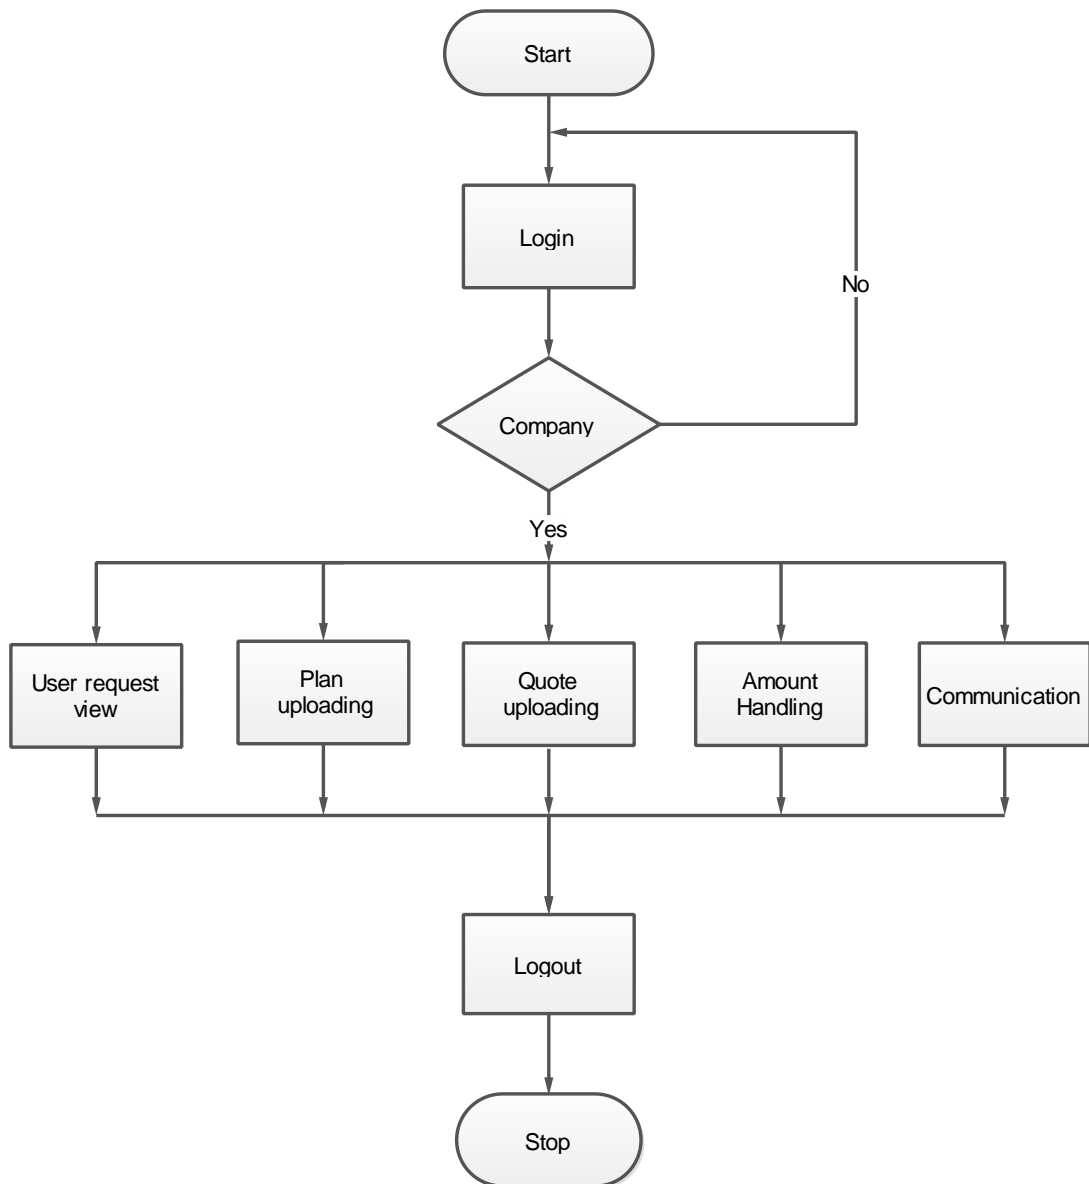 Start
Login
No
Company
Yes
User request
view
Plan
uploading
Quote
uploading
Amount
Handling
Communication
Logout
Stop